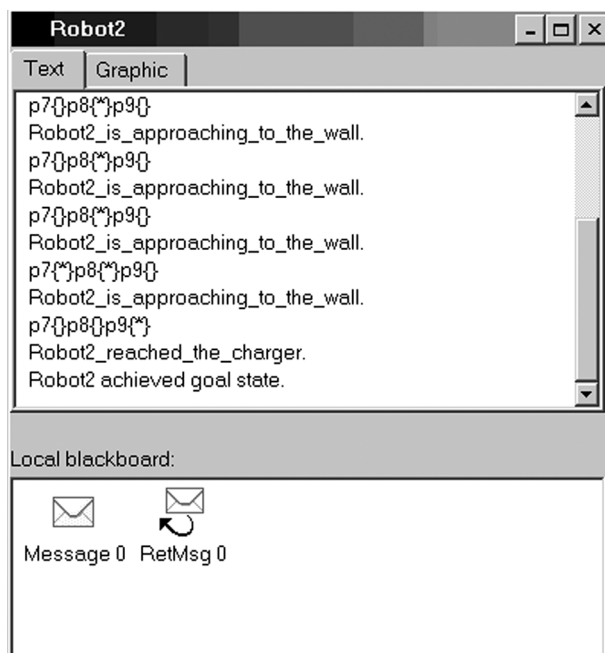 Robot2
Text Graphic
p7{}p8{*}p9{}
Robot2_is_approaching_to_the_wall.
p7{}p8{*}p9{}
Robot2_is_approaching_to_the_wall.
p7{}p8{*}p9{}
Robot2_is_approaching_to_the_wall.
p7{*}p8{*}p9{}
Robot2_is_approaching_to_the_wall.
p7{}p8{}p9{*}
Robot2_reached_the_charger.
Robot2 achieved goal state.
Local blackboard:
Message 0 RetMsg 0